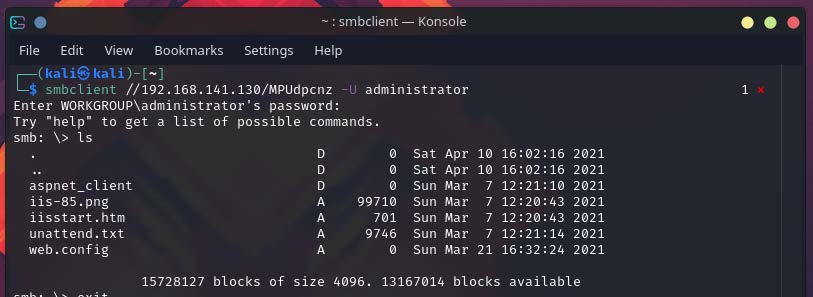 ~ : smbclient — Konsole
File Edit View Bookmarks Settings Help
┌──(kali㉿kali)-[~]
└─$ smbclient //192.168.141.130/MPUdpcnz -U administrator 1 ×
Enter WORKGROUP\administrator's password:
Try "help" to get a list of possible commands.
smb: \> ls
. D 0 Sat Apr 10 16:02:16 2021
.. D 0 Sat Apr 10 16:02:16 2021
aspnet_client D 0 Sun Mar 7 12:21:10 2021
iis-85.png A 99710 Sun Mar 7 12:20:43 2021
iisstart.htm A 701 Sun Mar 7 12:20:43 2021
unattend.txt A 9746 Sun Mar 7 12:21:14 2021
web.config A 0 Sun Mar 21 16:32:24 2021
15728127 blocks of size 4096. 13167014 blocks available
smb: \> exit